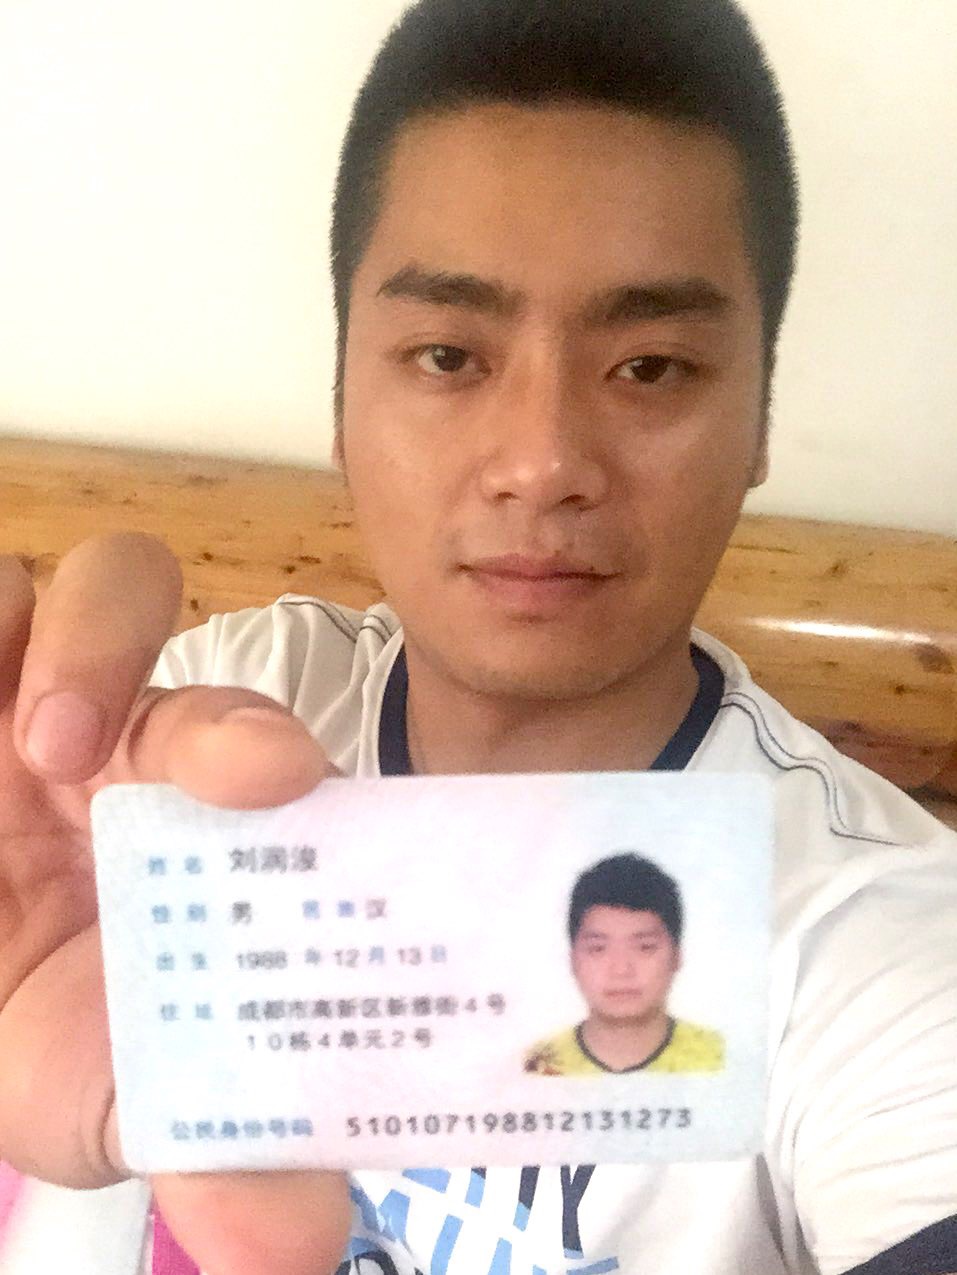 姓名 刘润浚
性别 男 民族 汉
出生 1988 年 12 月 13 日
住址 成都市高新区新雅街4号
10栋4单元2号
公民身份号码 510107198812131273